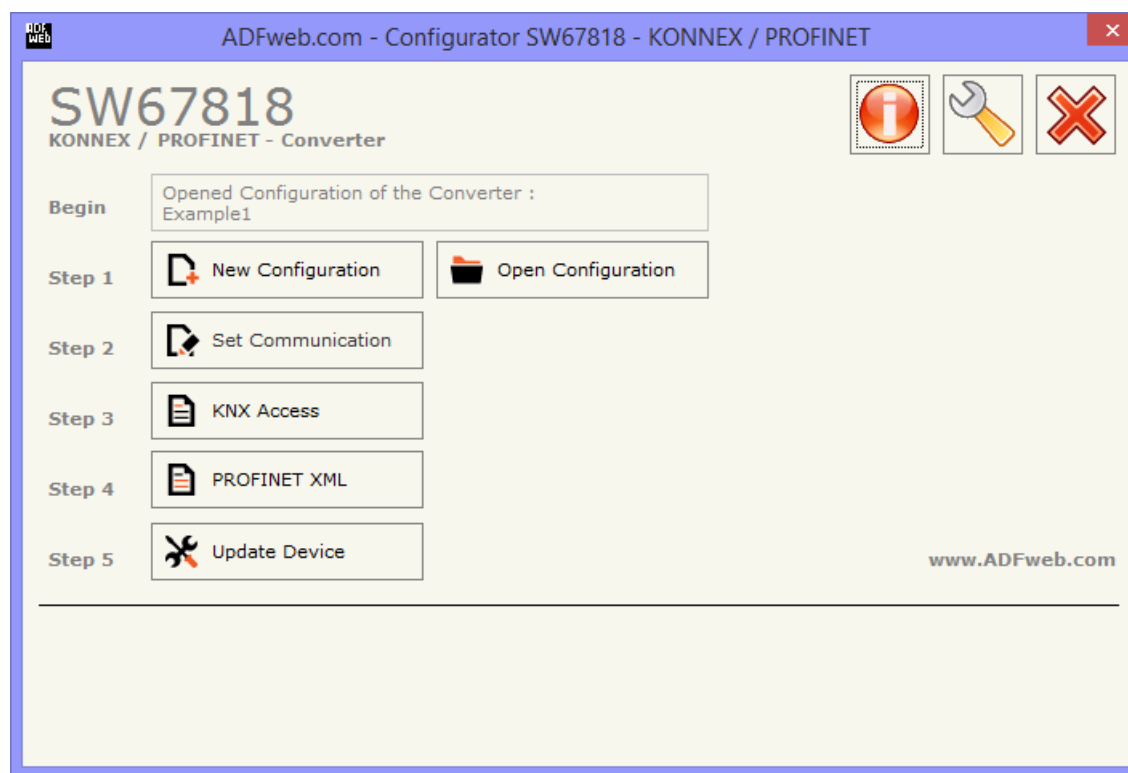 ADF
WEB
ADFweb.com - Configurator SW67818 - KONNEX / PROFINET
SW67818
KONNEX / PROFINET - Converter
Begin
Opened Configuration of the Converter :
Example1
Step 1
New Configuration
Open Configuration
Step 2
Set Communication
Step 3
KNX Access
Step 4
PROFINET XML
Step 5
Update Device
www.ADFweb.com